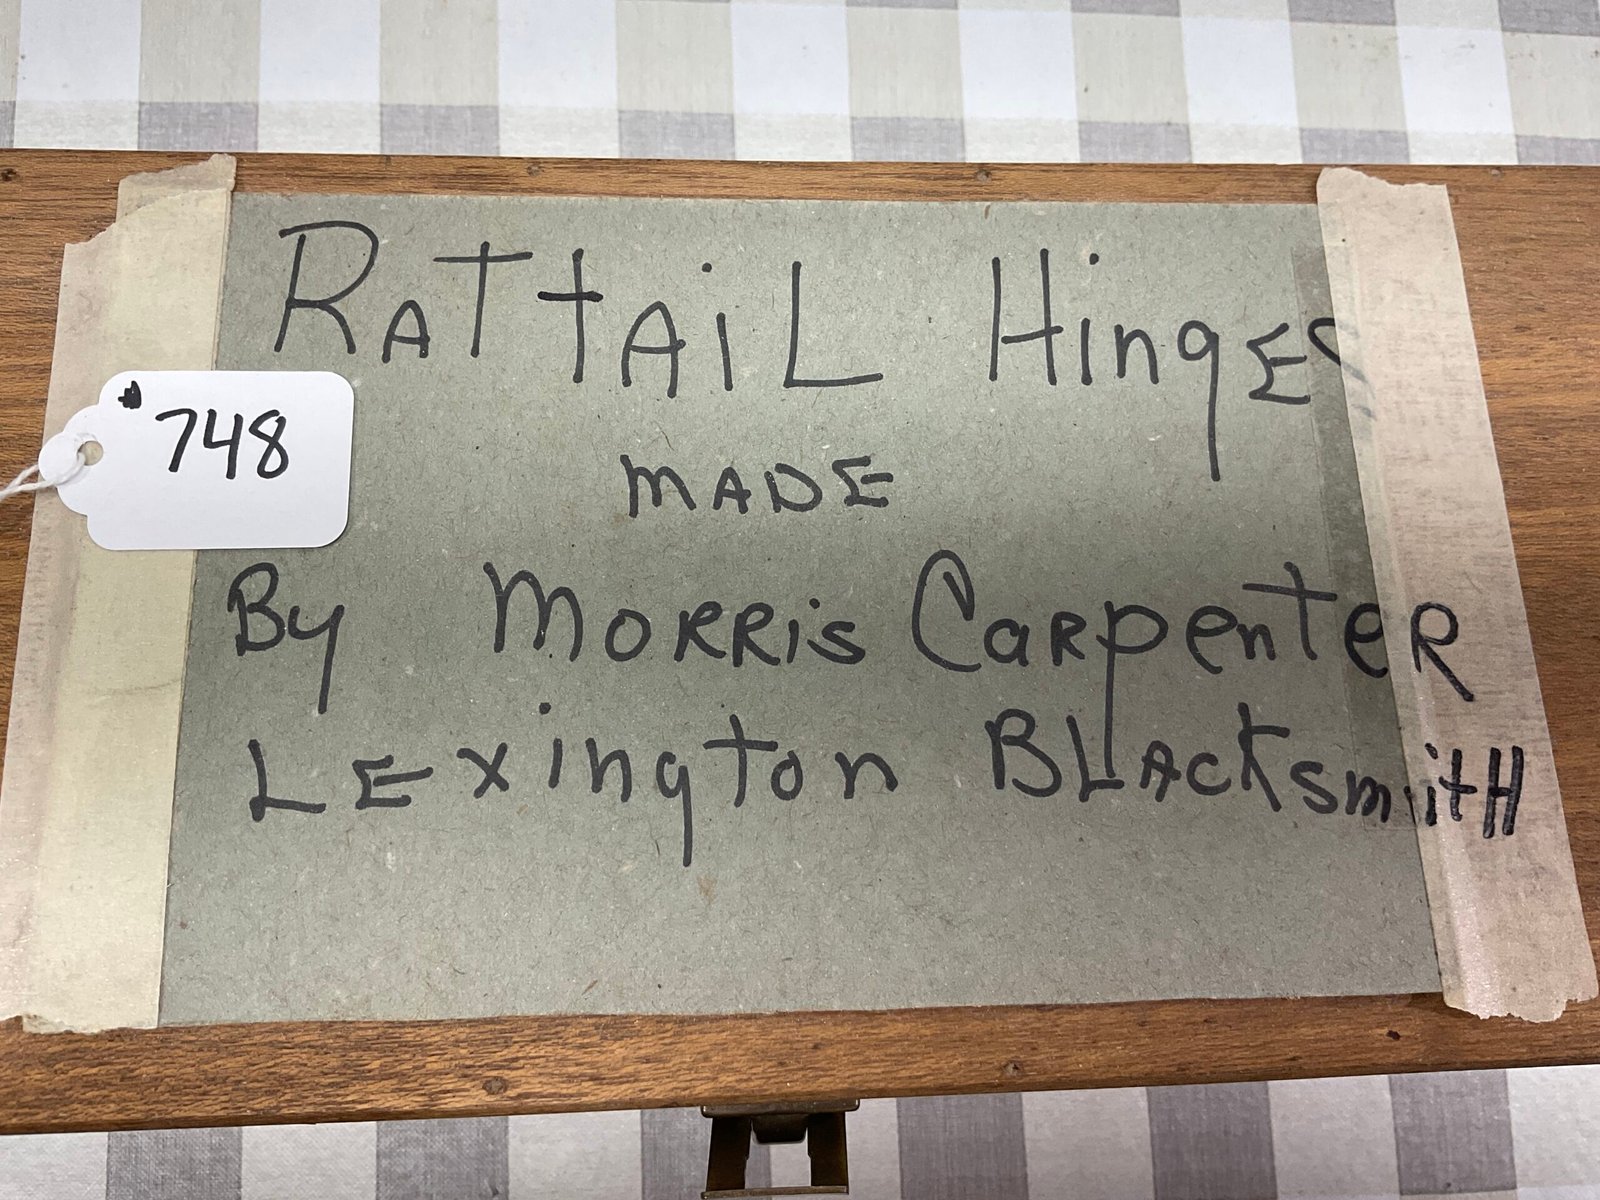 RATtAiL HingES
MADE
By MORRis CaRpenteR
LExington BLAcKsmitH
748